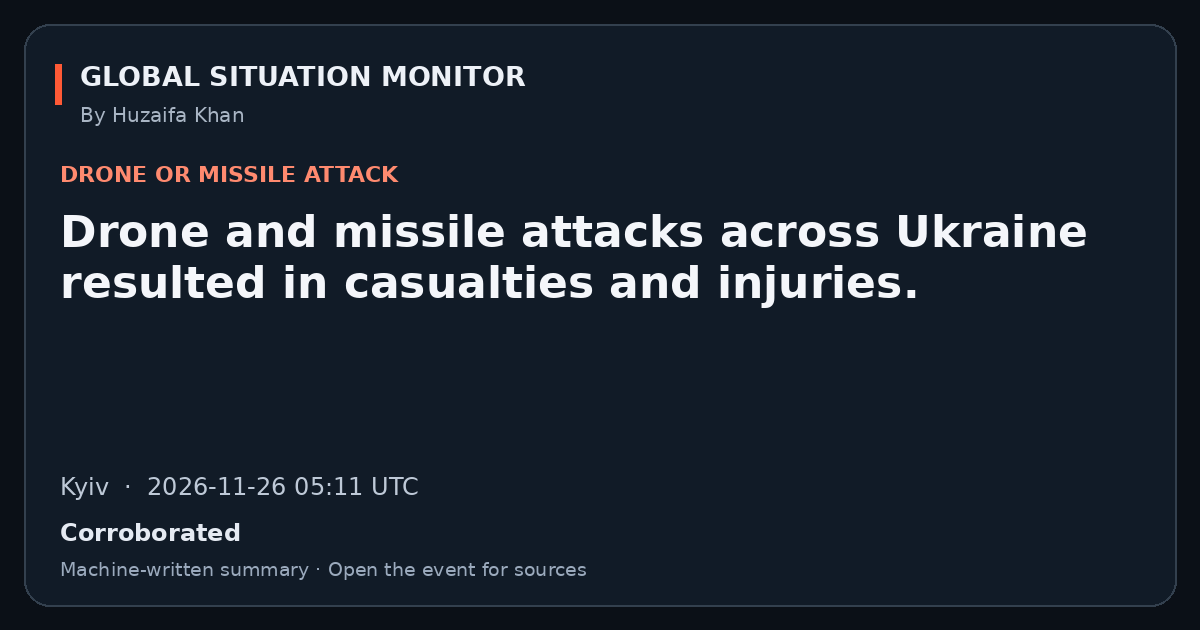 GLOBAL SITUATION MONITOR
By Huzaifa Khan
DRONE OR MISSILE ATTACK
Drone and missile attacks across Ukraine
resulted in casualties and injuries.
Kyiv · 2026-11-26 05:11 UTC
Corroborated
Machine-written summary · Open the event for sources